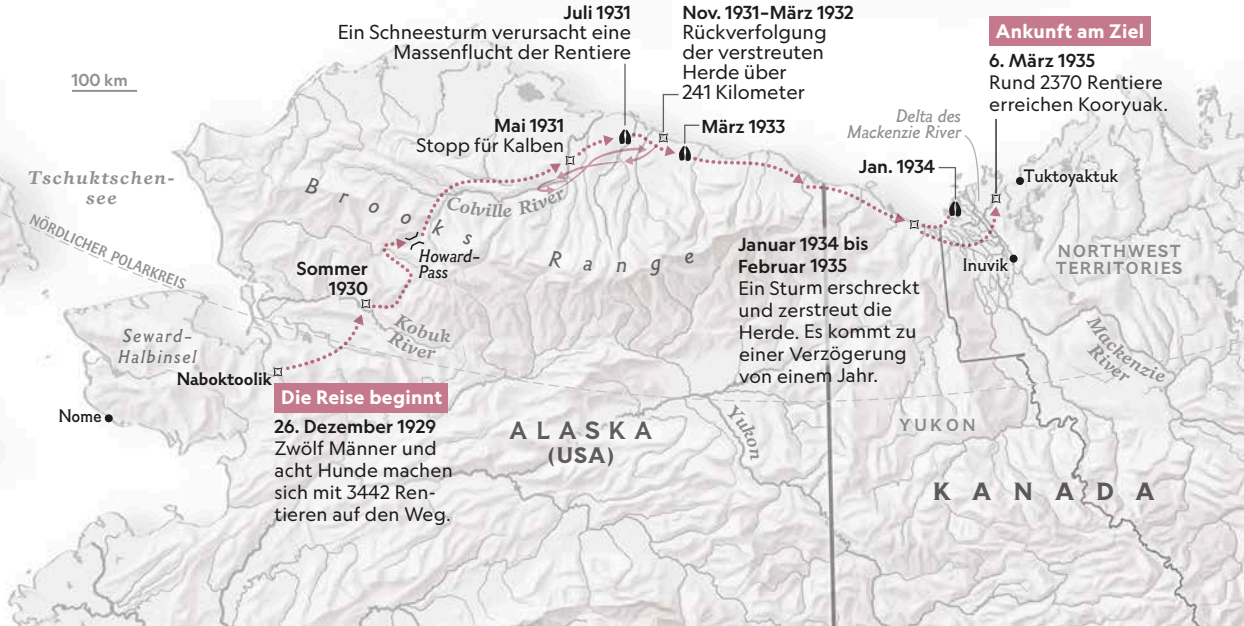 Juli 1931
Ein Schneesturm verursacht eine
Massenflucht der Rentiere
Nov. 1931–März 1932
Rückverfolgung
der verstreuten
Herde über
241 Kilometer
Ankunft am Ziel
6. März 1935
Rund 2370 Rentiere
erreichen Kooryuak.
100 km
Mai 1931
Stopp für Kalben
März 1933
Delta des
Mackenzie River
Jan. 1934
Tuktoyaktuk
Tschuktschen-
see
Brooks Range
Colville River
NÖRDLICHER POLARKREIS
Howard-
Pass
Sommer
1930
Januar 1934 bis
Februar 1935
Ein Sturm erschreckt
und zerstreut die
Herde. Es kommt zu
einer Verzögerung
von einem Jahr.
Inuvik
NORTHWEST
TERRITORIES
Seward-
Halbinsel
Kobuk
River
Mackenzie
River
Naboktoolik
Die Reise beginnt
26. Dezember 1929
Zwölf Männer und
acht Hunde machen
sich mit 3442 Ren-
tieren auf den Weg.
Nome
ALASKA
(USA)
Yukon
YUKON
KANADA